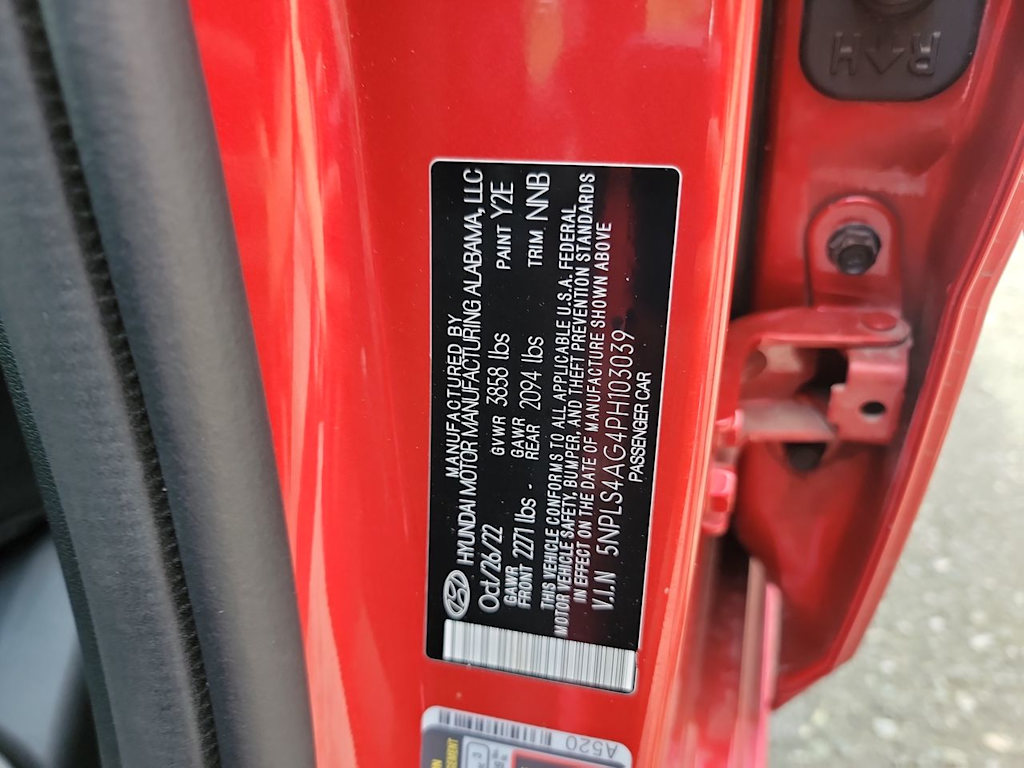 MANUFACTURED BY
HYUNDAI MOTOR MANUFACTURING ALABAMA, LLC
Oct/26/22 GVWR 3858 lbs PAINT Y2E
GAWR FRONT 2271 lbs - GAWR REAR 2094 lbs TRIM NNB
THIS VEHICLE CONFORMS TO ALL APPLICABLE U.S.A. FEDERAL
MOTOR VEHICLE SAFETY, BUMPER, AND THEFT PREVENTION STANDARDS
IN EFFECT ON THE DATE OF MANUFACTURE SHOWN ABOVE
V.I.N 5NPLS4AG4PH103039
PASSENGER CAR
A520
RH